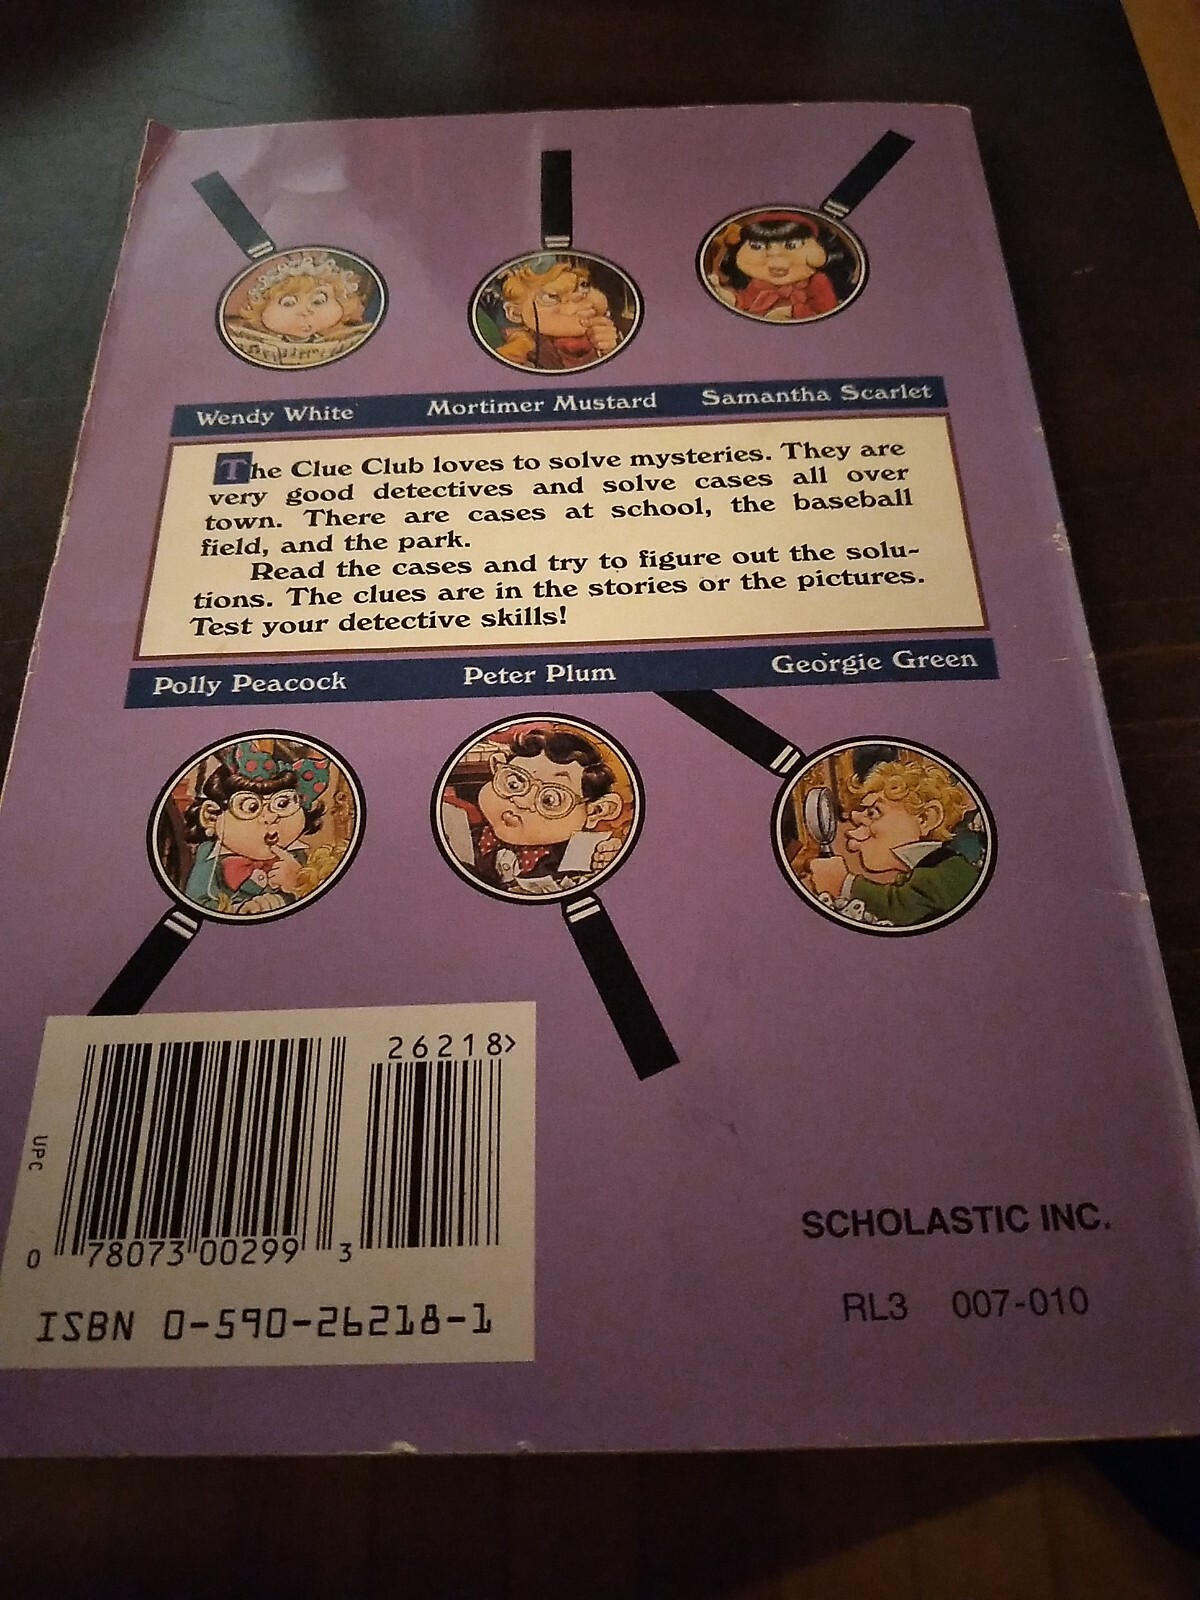 Wendy White Mortimer Mustard Samantha Scarlet
The Clue Club loves to solve mysteries. They are
very good detectives and solve cases all over
town. There are cases at school, the baseball
field, and the park.
Read the cases and try to figure out the solu-
tions. The clues are in the stories or the pictures.
Test your detective skills!
Polly Peacock Peter Plum Georgie Green
26218>
UPC
0 78073 00299 3
ISBN 0-590-26218-1
SCHOLASTIC INC.
RL3 007-010